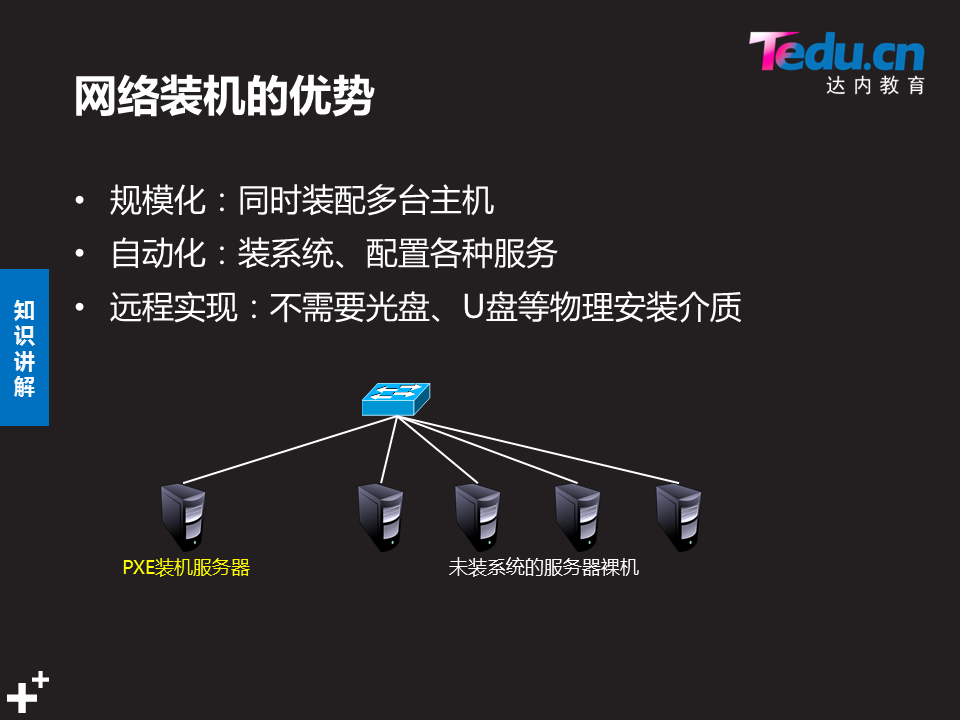 Tedu.cn
达内教育
网络装机的优势
• 规模化：同时装配多台主机
• 自动化：装系统、配置各种服务
• 远程实现：不需要光盘、U盘等物理安装介质
知识讲解
PXE装机服务器
未装系统的服务器裸机